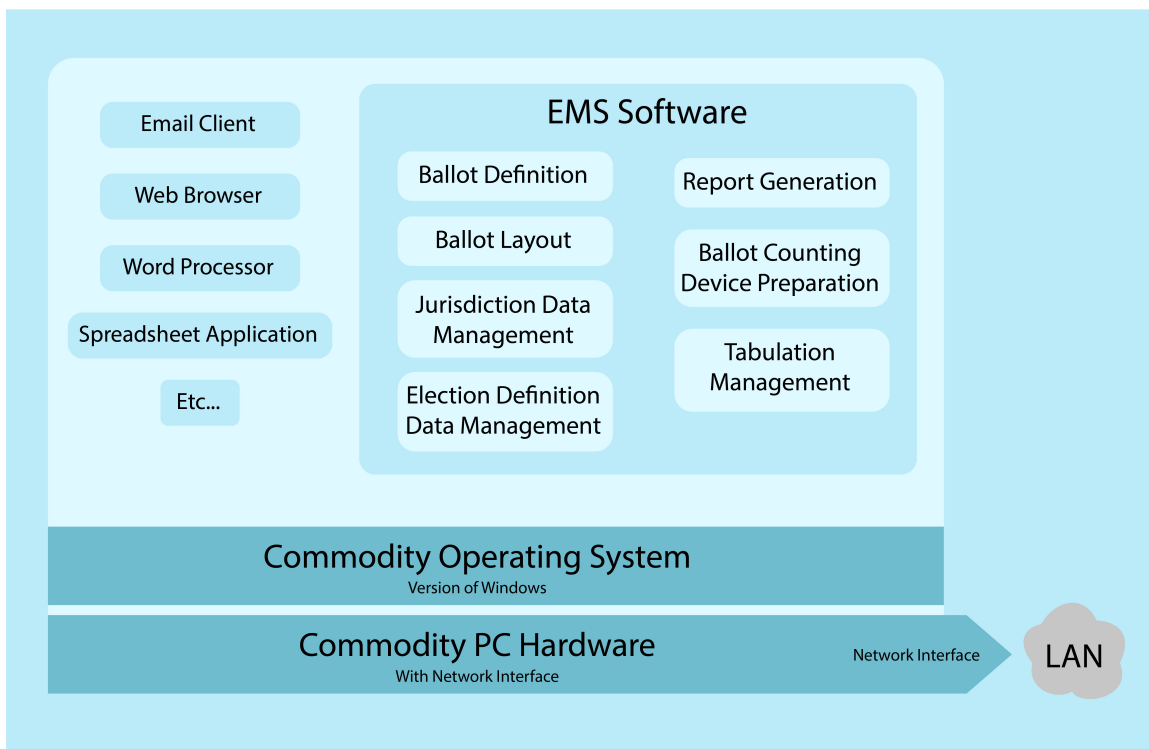 Email Client
Web Browser
Word Processor
Spreadsheet Application
Etc...
EMS Software
Ballot Definition
Ballot Layout
Jurisdiction Data
Management
Election Definition
Data Management
Report Generation
Ballot Counting
Device Preparation
Tabulation
Management
Commodity Operating System
Version of Windows
Commodity PC Hardware
With Network Interface
Network Interface
LAN